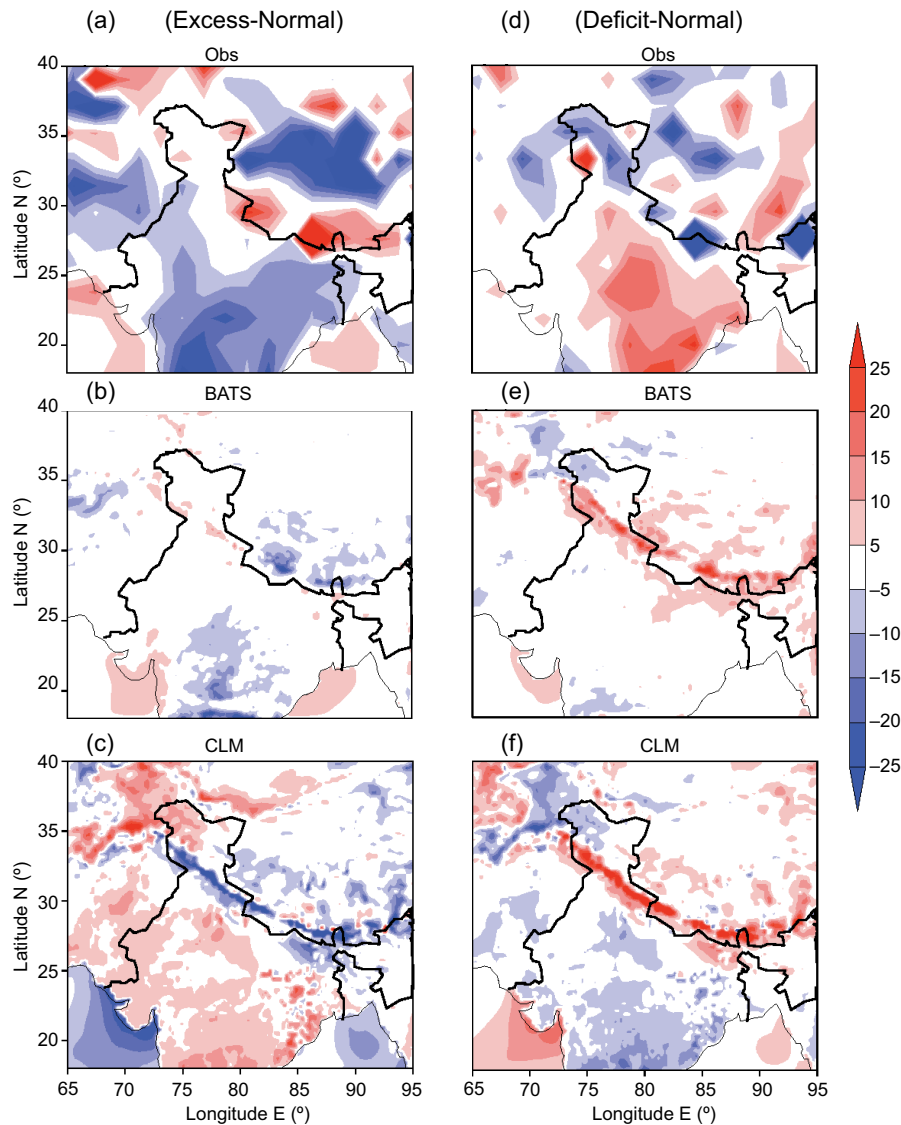 (a) (Excess-Normal)
(d) (Deficit-Normal)
Obs
Obs
40
35
30
25
20
Latitude N (º)
(b)
BATS
(e)
BATS
40
35
30
25
20
Latitude N (º)
(c)
CLM
(f)
CLM
40
35
30
25
20
Latitude N (º)
65 70 75 80 85 90 95
Longitude E (º)
65 70 75 80 85 90 95
Longitude E (º)
25
20
15
10
5
–5
–10
–15
–20
–25